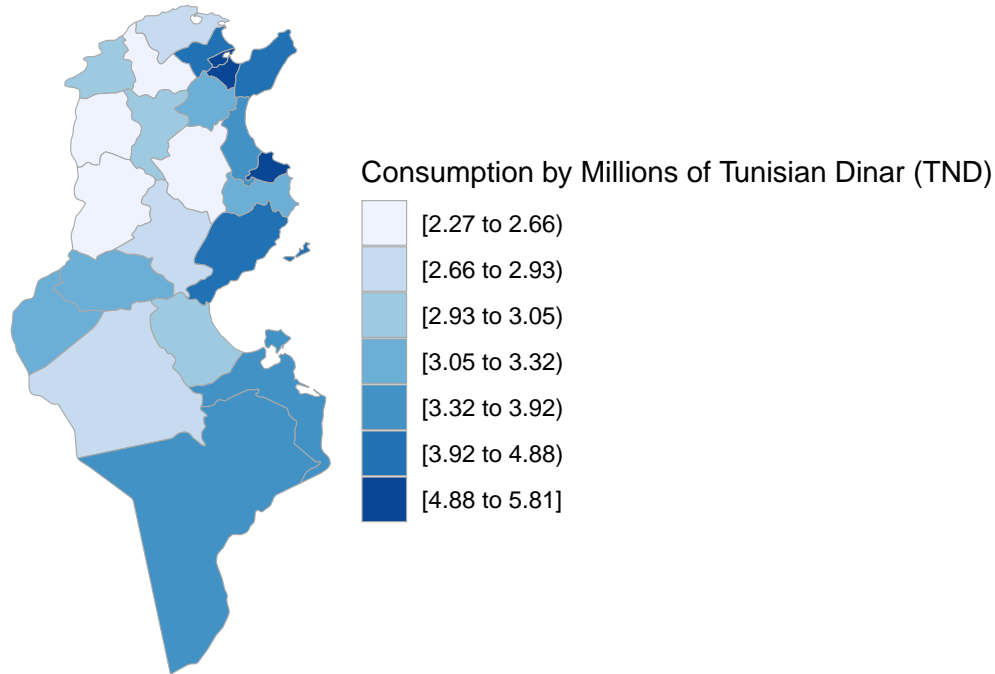 Consumption by Millions of Tunisian Dinar (TND)
[2.27 to 2.66)
[2.66 to 2.93)
[2.93 to 3.05)
[3.05 to 3.32)
[3.32 to 3.92)
[3.92 to 4.88)
[4.88 to 5.81]